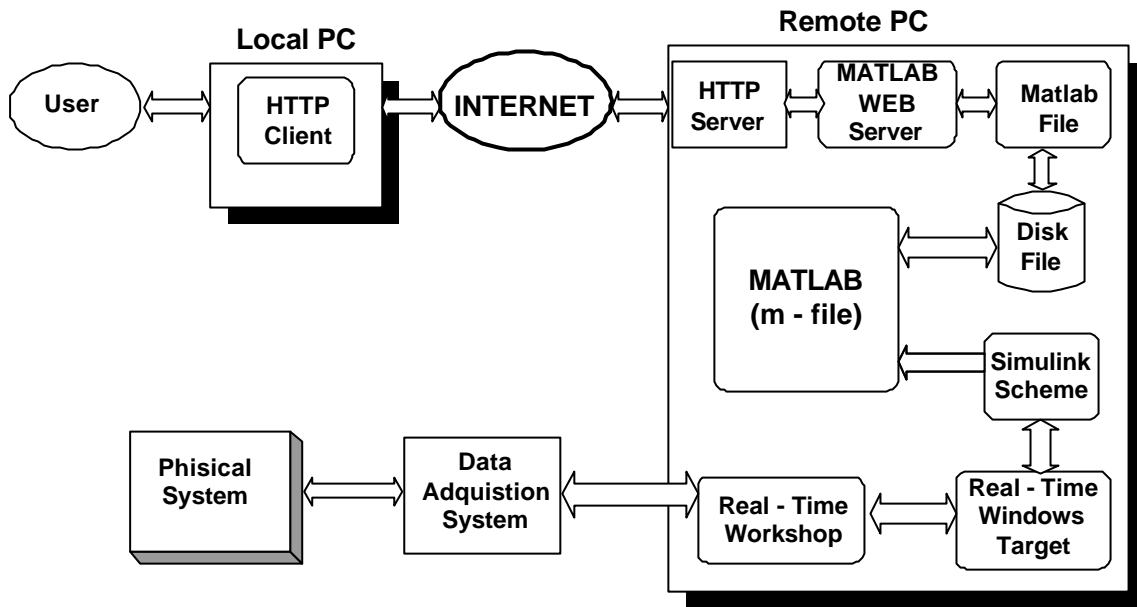 Remote PC
Local PC
User
HTTP
Client
INTERNET
HTTP
Server
MATLAB
WEB
Server
Matlab
File
Disk
File
MATLAB
(m - file)
Simulink
Scheme
Phisical
System
Data
Adquistion
System
Real - Time
Workshop
Real - Time
Windows
Target